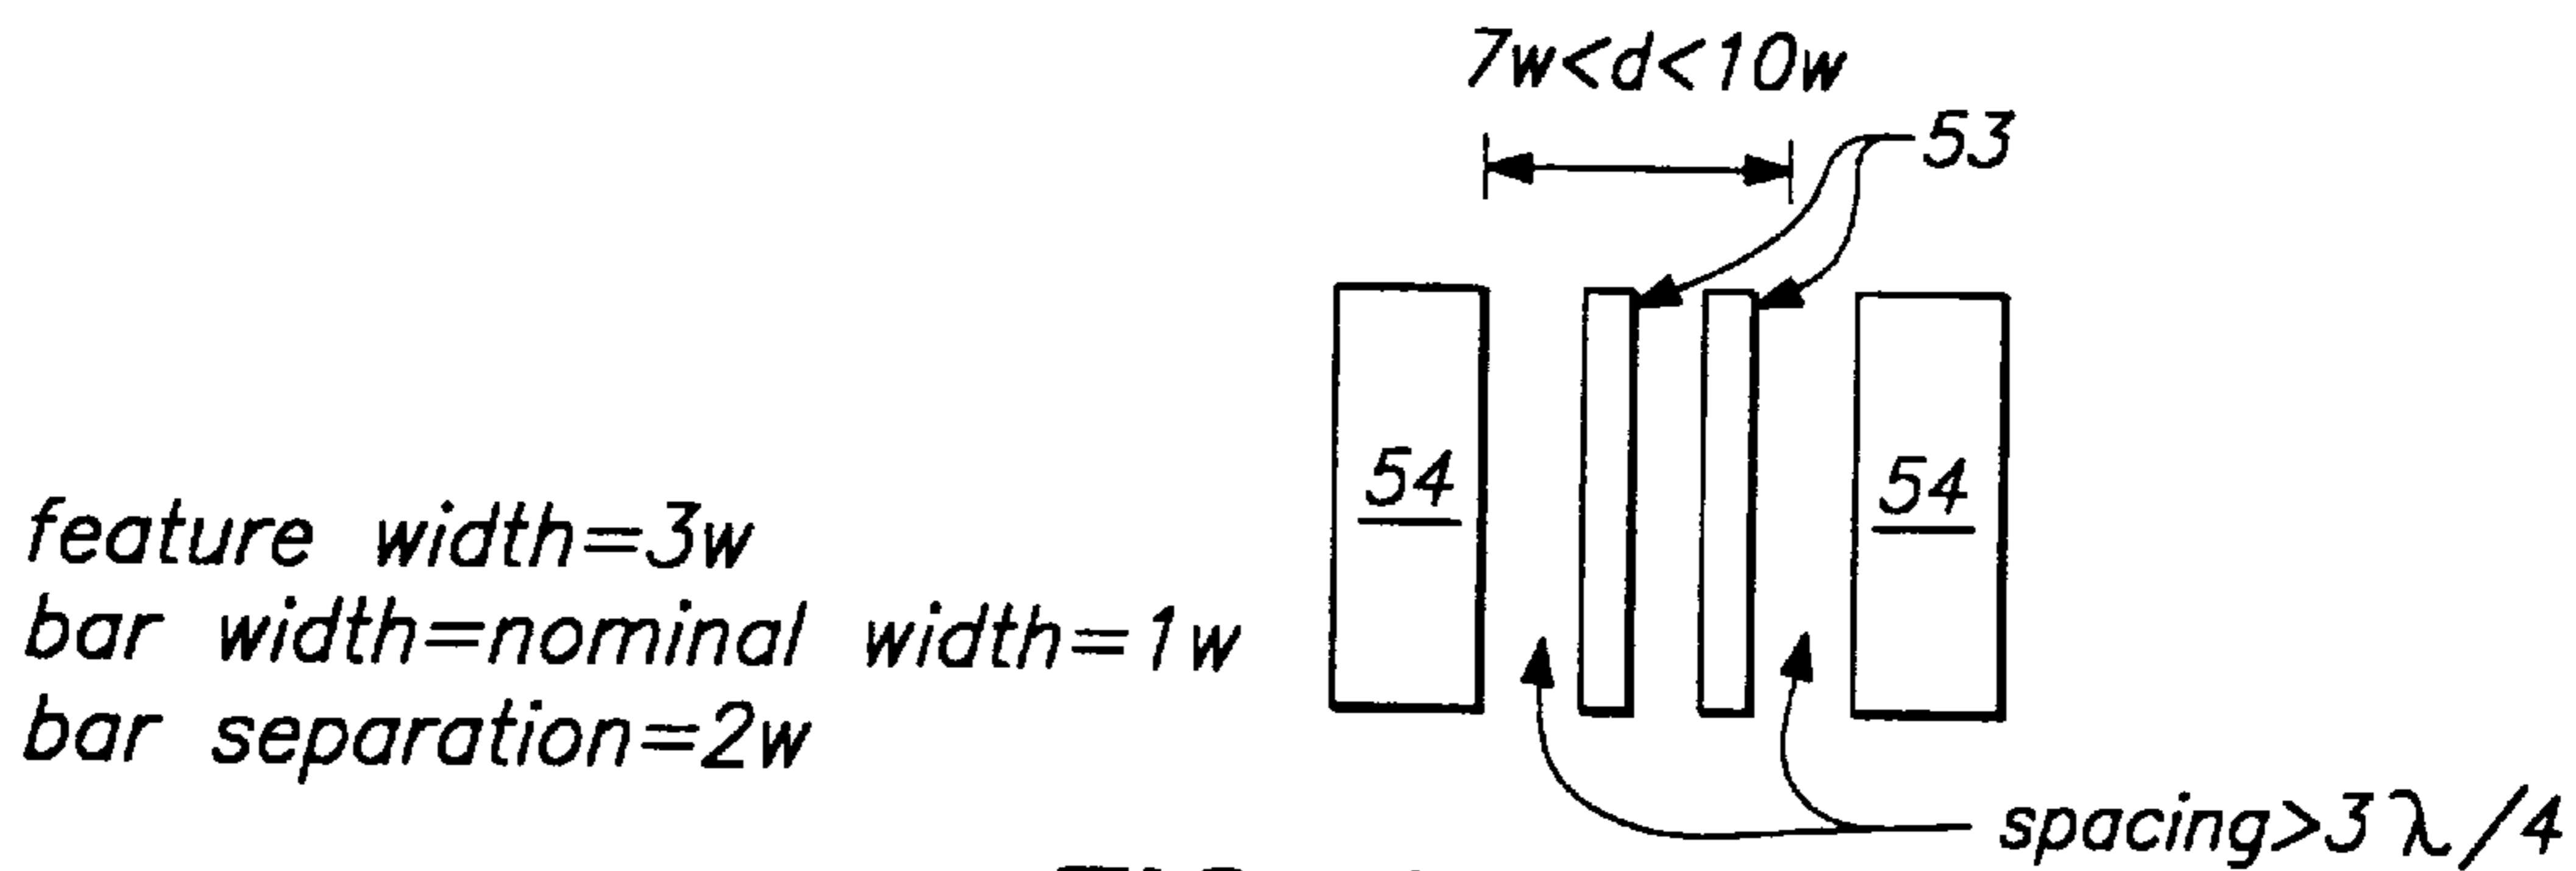 7w<d<10w
53
54
54
feature width=3w
bar width=nominal width=1w
bar separation=2w
spacing>3λ/4